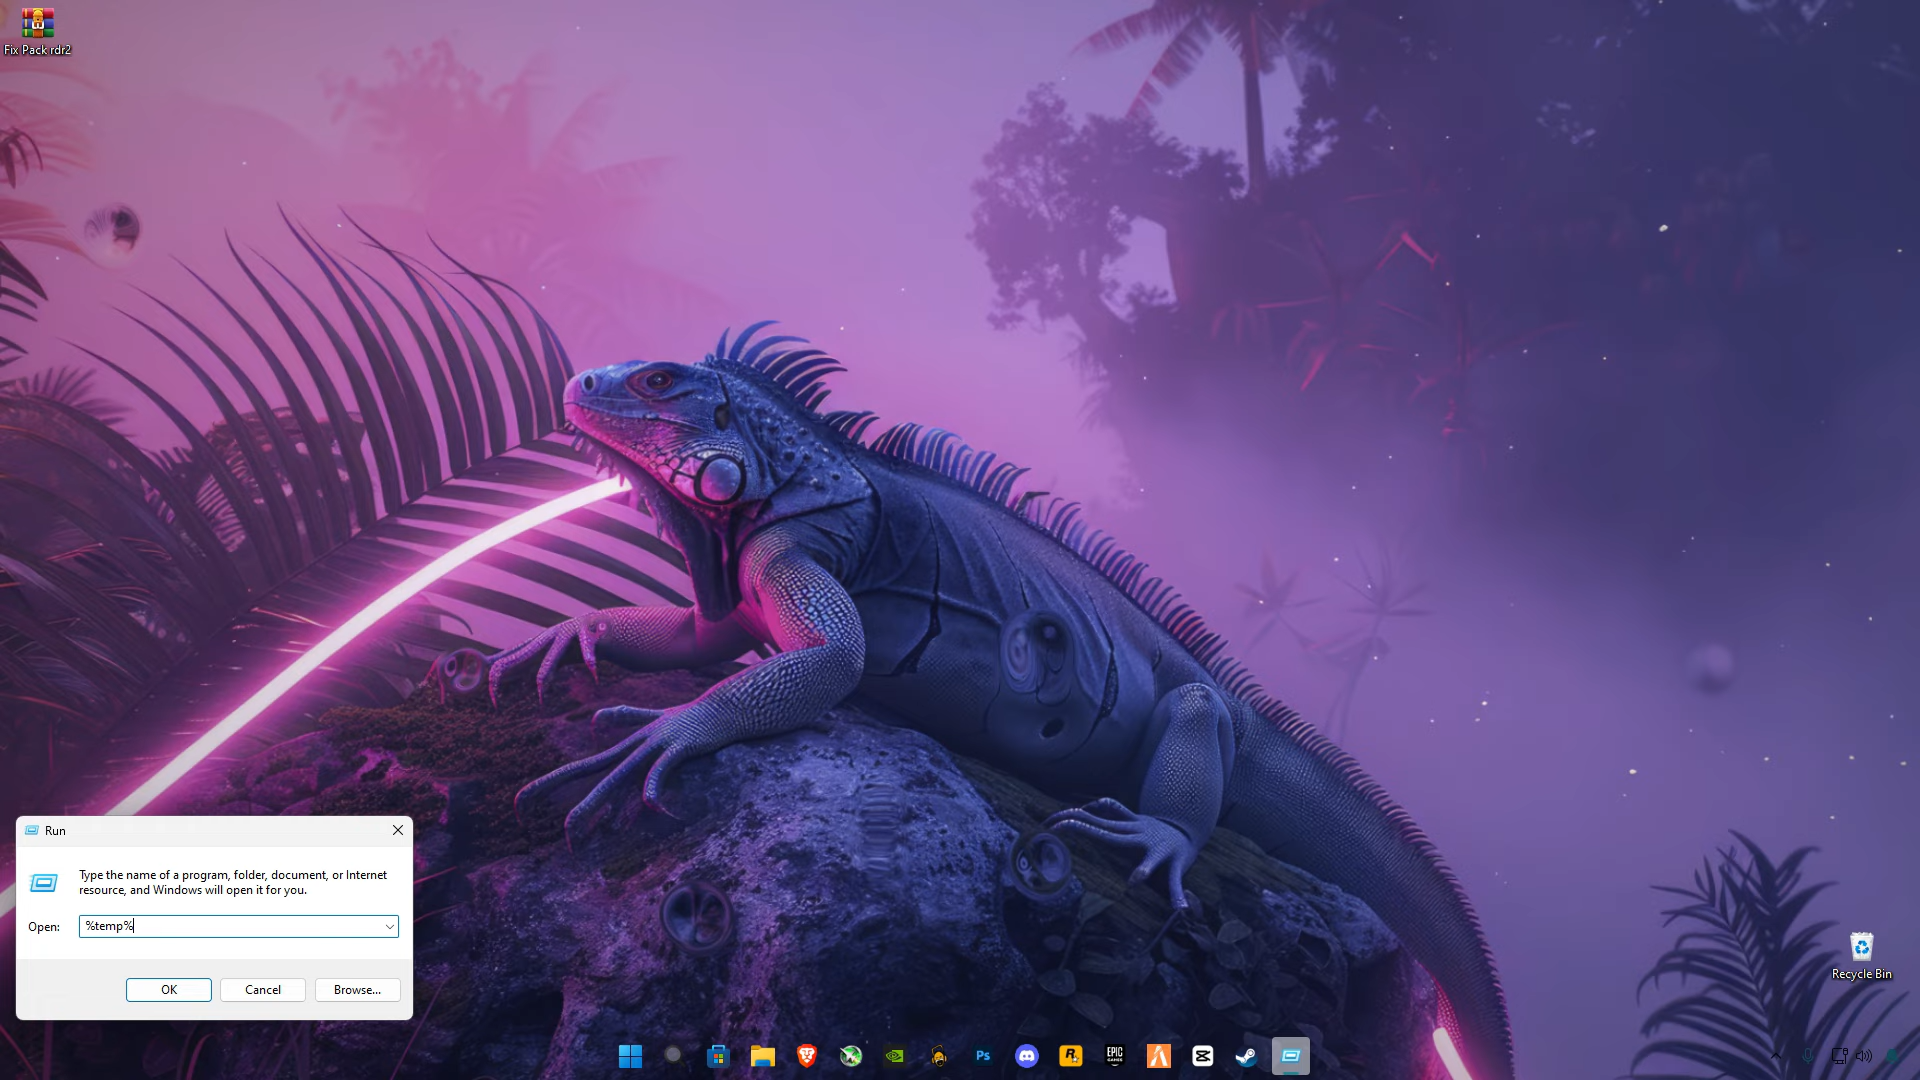 Fix Pack rdr2
Run
Type the name of a program, folder, document, or Internet
resource, and Windows will open it for you.
Open:
%temp%
OK
Cancel
Browse...
Recycle Bin
Ps
R
EPIC
GAMES